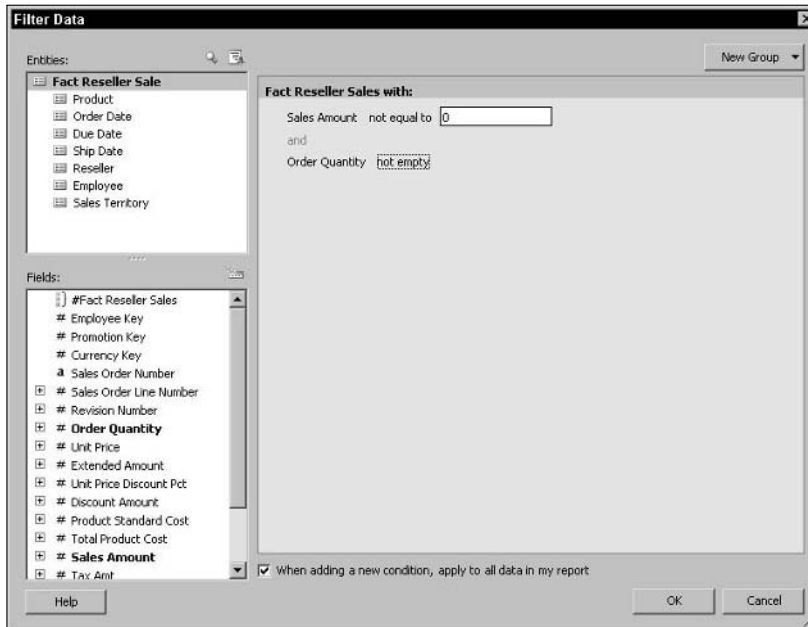 Filter Data
Entities:
New Group
Fact Reseller Sale
Product
Order Date
Due Date
Ship Date
Reseller
Employee
Sales Territory
Fact Reseller Sales with:
Sales Amount not equal to 0
and
Order Quantity not empty
Fields:
#Fact Reseller Sales
# Employee Key
# Promotion Key
# Currency Key
a Sales Order Number
# Sales Order Line Number
# Revision Number
# Order Quantity
# Unit Price
# Extended Amount
# Unit Price Discount Pct
# Discount Amount
# Product Standard Cost
# Total Product Cost
# Sales Amount
# Tax Amt
When adding a new condition, apply to all data in my report
Help
OK
Cancel